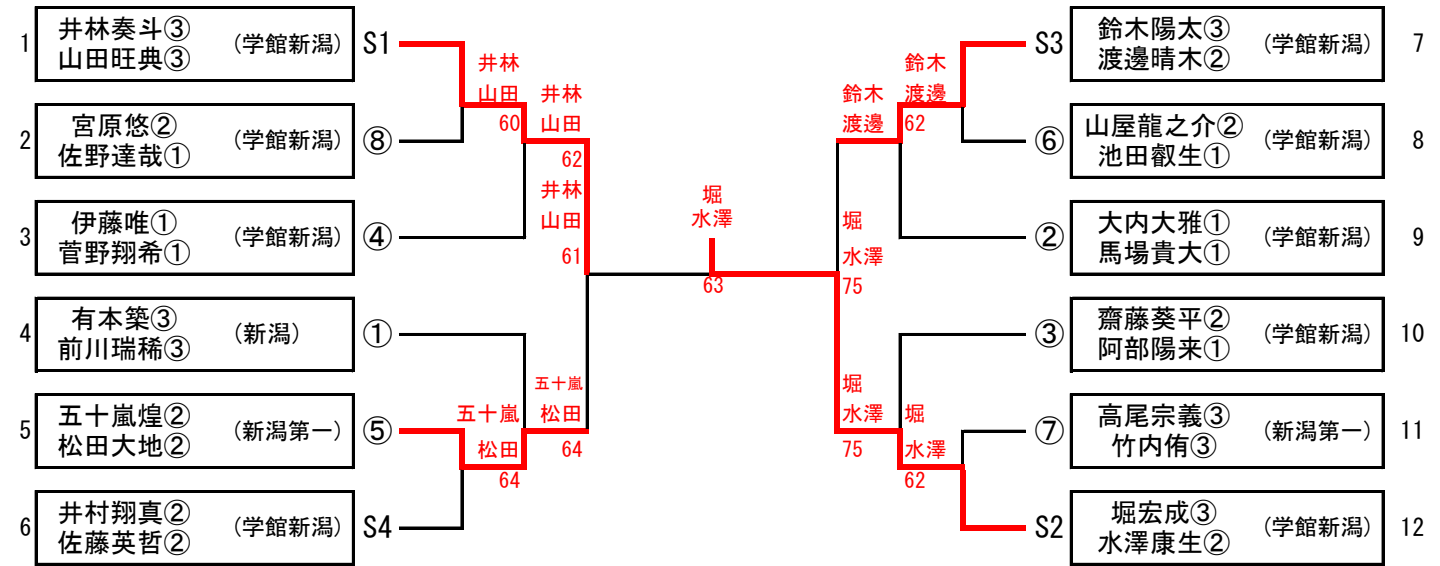 1 井林奏斗③ (学館新潟) S1
山田旺典③
2 宮原悠② (学館新潟) ⑧
佐野達哉①
3 伊藤唯① (学館新潟) ④
菅野翔希①
4 有本築③ (新潟) ①
前川瑞稀③
5 五十嵐煌② (新潟第一) ⑤
松田大地②
6 井村翔真② (学館新潟) S4
佐藤英哲②
井林
山田
60
井林
山田
62
井林
山田
61
五十嵐
松田
64
五十嵐
松田
64
堀
水澤
63
鈴木
渡邊
鈴木
渡邊
62
堀
水澤
75
堀
水澤
75
堀
水澤
62
S3 鈴木陽太③ (学館新潟) 7
渡邊晴木②
⑥ 山屋龍之介② (学館新潟) 8
池田叡生①
② 大内大雅① (学館新潟) 9
馬場貴大①
③ 齋藤葵平② (学館新潟) 10
阿部陽来①
⑦ 高尾宗義③ (新潟第一) 11
竹内侑③
S2 堀宏成③ (学館新潟) 12
水澤康生②